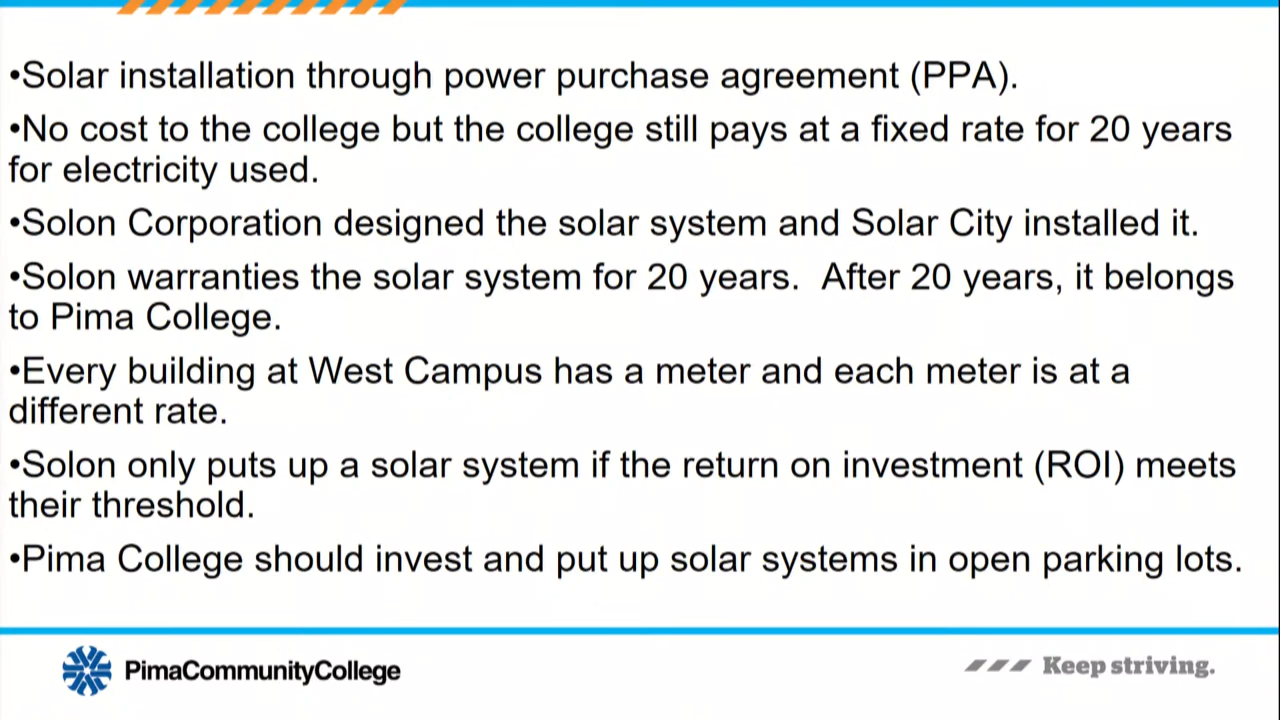 •Solar installation through power purchase agreement (PPA).
•No cost to the college but the college still pays at a fixed rate for 20 years
for electricity used.
•Solon Corporation designed the solar system and Solar City installed it.
•Solon warranties the solar system for 20 years.  After 20 years, it belongs
to Pima College.
•Every building at West Campus has a meter and each meter is at a
different rate.
•Solon only puts up a solar system if the return on investment (ROI) meets
their threshold.
•Pima College should invest and put up solar systems in open parking lots.
PimaCommunityCollege
Keep striving.